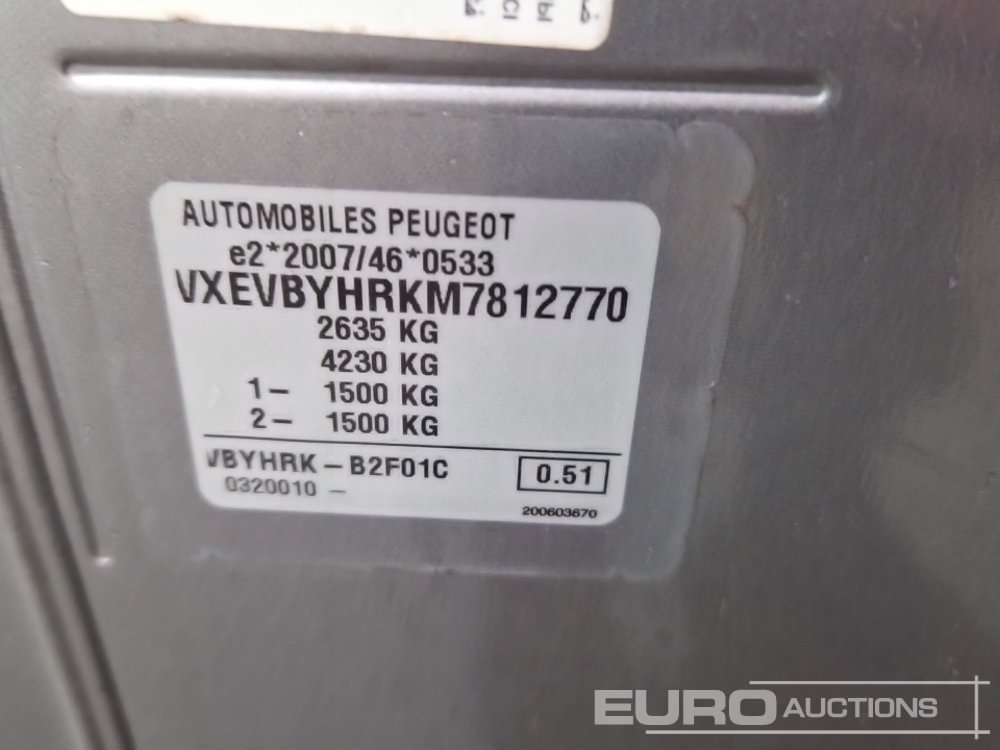 AUTOMOBILES PEUGEOT
e2*2007/46*0533
VXEVBYHRKM7812770
2635 KG
4230 KG
1- 1500 KG
2- 1500 KG
VBYHRK-B2F01C 0.51
0320010 -
200603670
EURO AUCTIONS